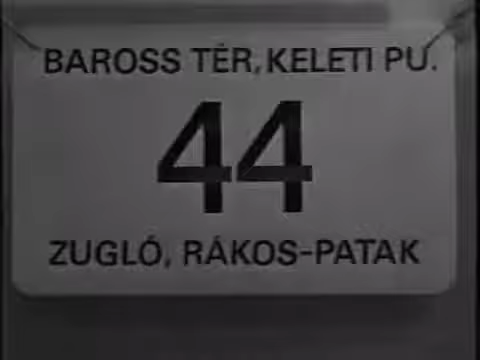 BAROSS TÉR, KELETI PU.
44
ZUGLÓ, RÁKOS-PATAK